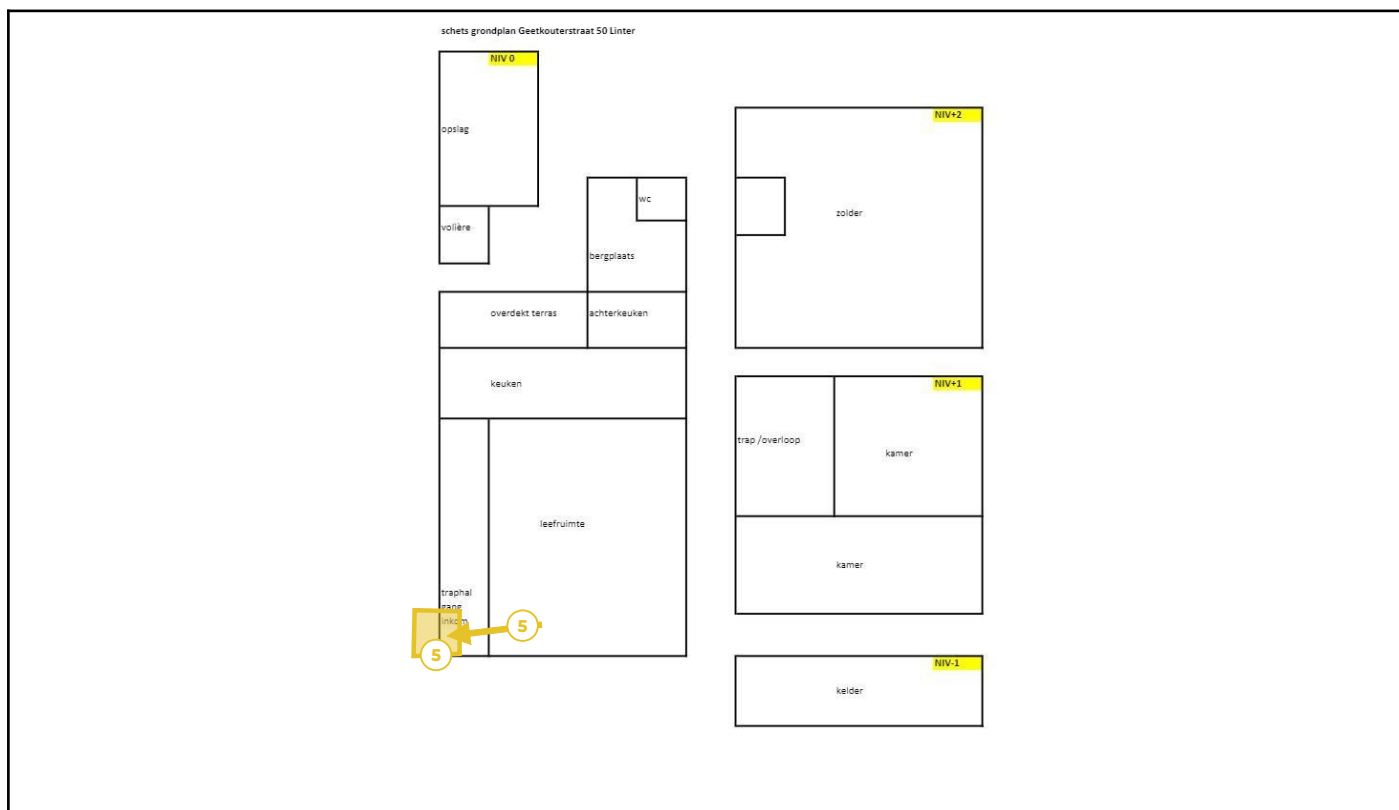 schets grondplan Geetkouterstraat 50 Linter
NIV 0
opslag
volière
wc
bergplaats
overdekt terras
achterkeuken
keuken
leefruimte
traphal
gang
inkom
5
5
NIV+2
zolder
NIV+1
trap /overloop
kamer
kamer
NIV-1
kelder